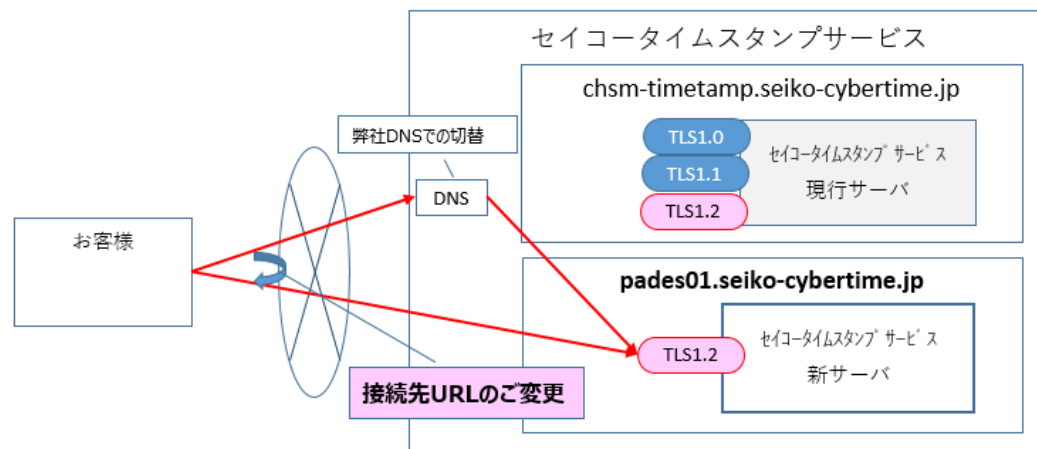 セイコータイムスタンプサービス
chsm-timetamp.seiko-cybertime.jp
弊社DNSでの切替
TLS1.0
TLS1.1
TLS1.2
ｾｲｺｰﾀｲﾑｽﾀﾝﾌﾟ ｻｰﾋﾞｽ
現行サーバ
DNS
お客様
pades01.seiko-cybertime.jp
TLS1.2
ｾｲｺｰﾀｲﾑｽﾀﾝﾌﾟ ｻｰﾋﾞｽ
新サーバ
接続先URLのご変更